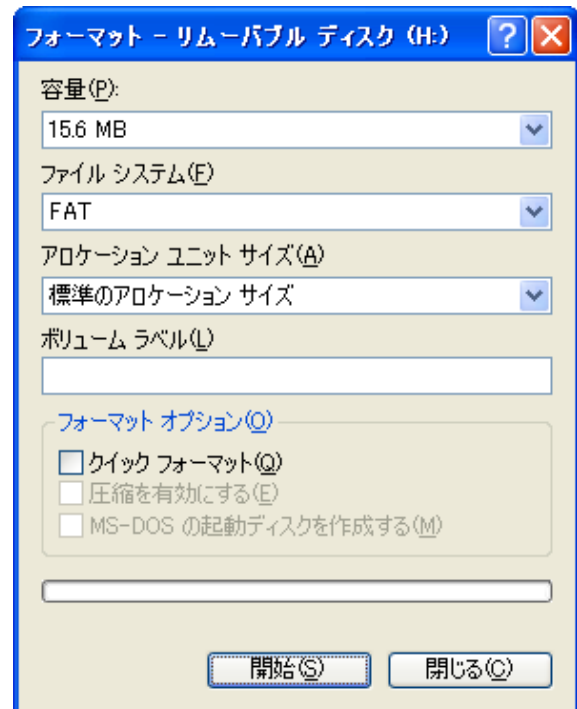 フォーマット - リムーバブル ディスク (H:)
容量(P):
15.6 MB
ファイル システム(F)
FAT
アロケーション ユニット サイズ(A)
標準のアロケーション サイズ
ボリューム ラベル(L)
フォーマット オプション(O)
クイック フォーマット(Q)
圧縮を有効にする(E)
MS-DOS の起動ディスクを作成する(M)
開始(S) 閉じる(C)